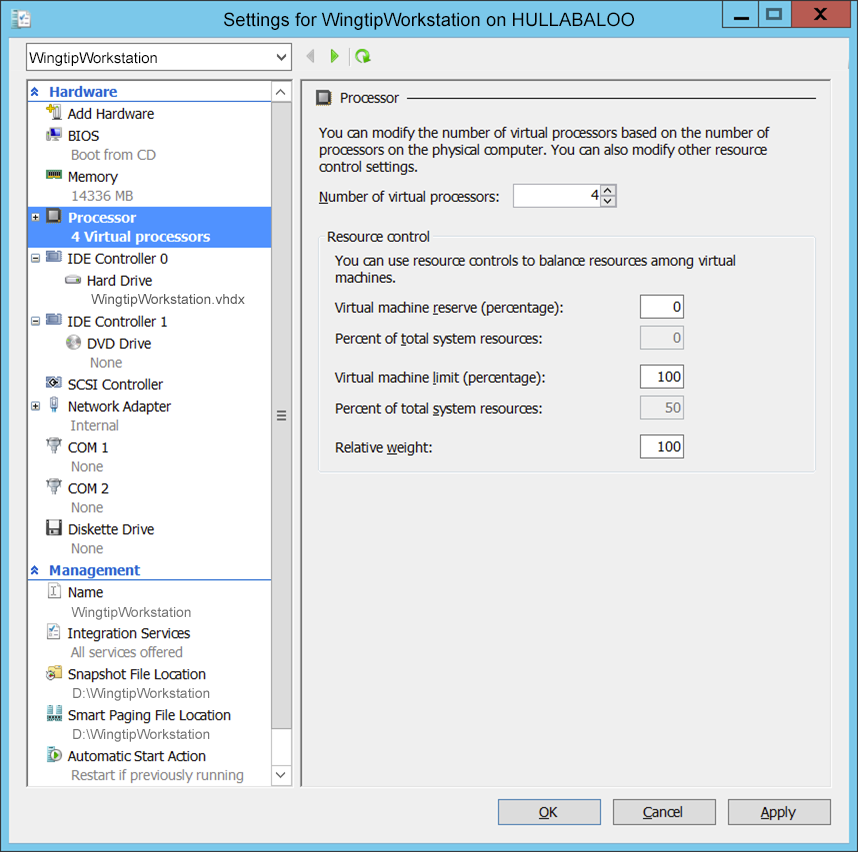 Settings for WingtipWorkstation on HULLABALOO
X
WingtipWorkstation
Hardware
Add Hardware
BIOS
Boot from CD
Memory
14336 MB
Processor
4 Virtual processors
IDE Controller 0
Hard Drive
WingtipWorkstation.vhdx
IDE Controller 1
DVD Drive
None
SCSI Controller
Network Adapter
Internal
COM 1
None
COM 2
None
Diskette Drive
None
Management
Name
WingtipWorkstation
Integration Services
All services offered
Snapshot File Location
D:\WingtipWorkstation
Smart Paging File Location
D:\WingtipWorkstation
Automatic Start Action
Restart if previously running
Processor
You can modify the number of virtual processors based on the number of
processors on the physical computer. You can also modify other resource
control settings.
Number of virtual processors: 4
Resource control
You can use resource controls to balance resources among virtual
machines.
Virtual machine reserve (percentage): 0
Percent of total system resources: 0
Virtual machine limit (percentage): 100
Percent of total system resources: 50
Relative weight: 100
OK Cancel Apply